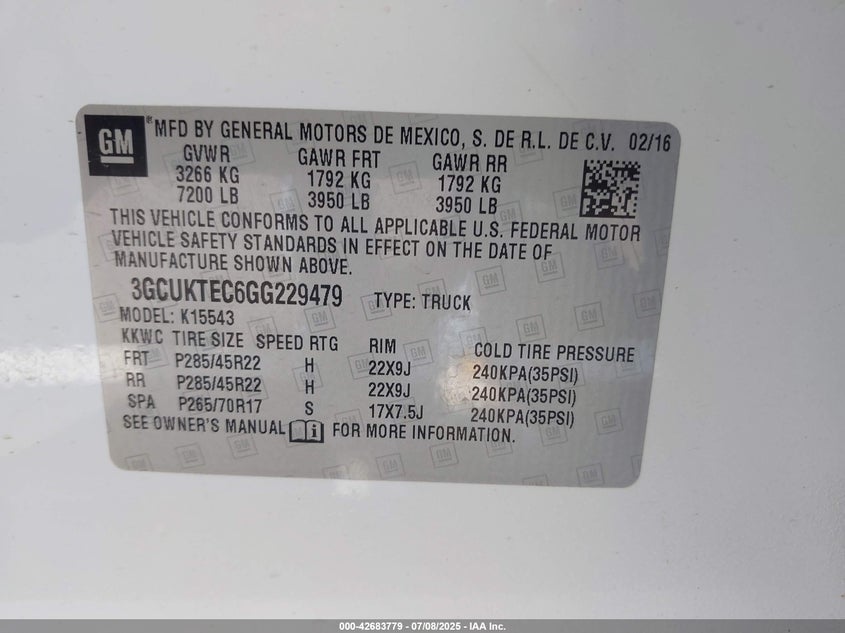 GM ® MFD BY GENERAL MOTORS DE MEXICO, S. DE R.L. DE C.V. 02/16
GVWR GAWR FRT GAWR RR
3266 KG 1792 KG 1792 KG
7200 LB 3950 LB 3950 LB
THIS VEHICLE CONFORMS TO ALL APPLICABLE U.S. FEDERAL MOTOR
VEHICLE SAFETY STANDARDS IN EFFECT ON THE DATE OF
MANUFACTURE SHOWN ABOVE.
3GCUKTEC6GG229479 TYPE: TRUCK
MODEL: K15543
KKWC TIRE SIZE SPEED RTG RIM COLD TIRE PRESSURE
FRT P285/45R22 H 22X9J 240KPA(35PSI)
RR P285/45R22 H 22X9J 240KPA(35PSI)
SPA P265/70R17 S 17X7.5J 240KPA(35PSI)
SEE OWNER'S MANUAL i FOR MORE INFORMATION.
000-42683779 - 07/08/2025 - IAA Inc.